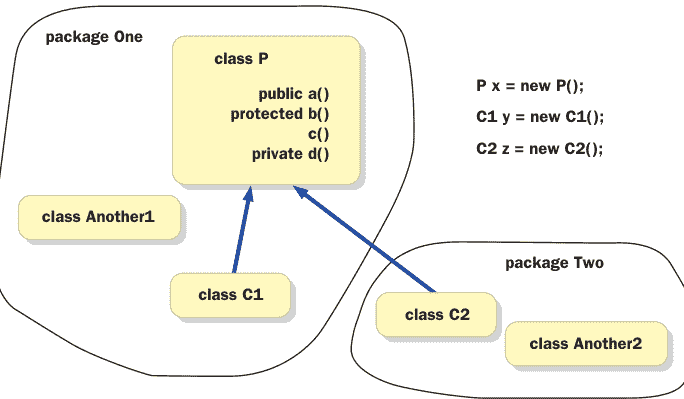 package One
class P
public a()
protected b()
c()
private d()
P x = new P();
C1 y = new C1();
C2 z = new C2();
class Another1
class C1
package Two
class C2
class Another2